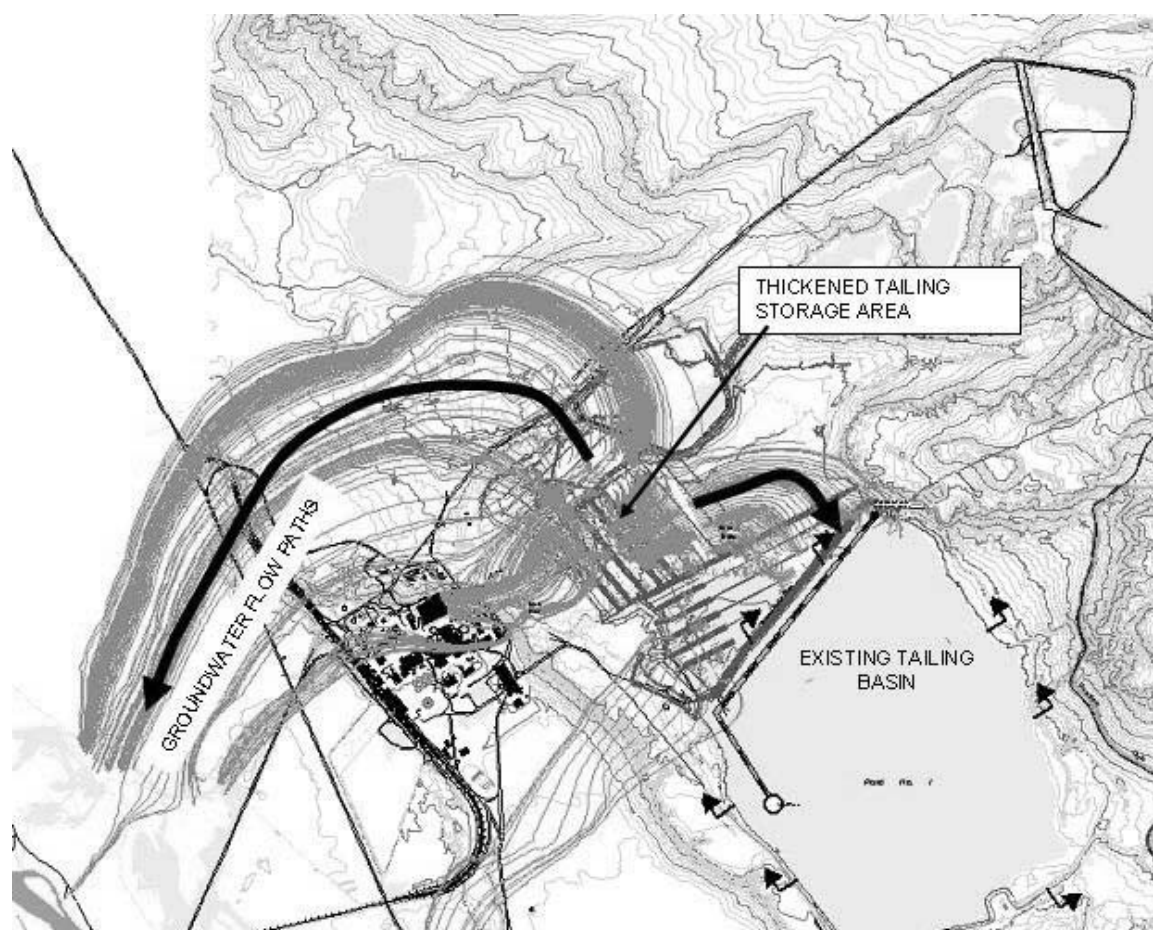 THICKENED TAILING
STORAGE AREA
GROUNDWATER FLOW PATHS
EXISTING TAILING
BASIN